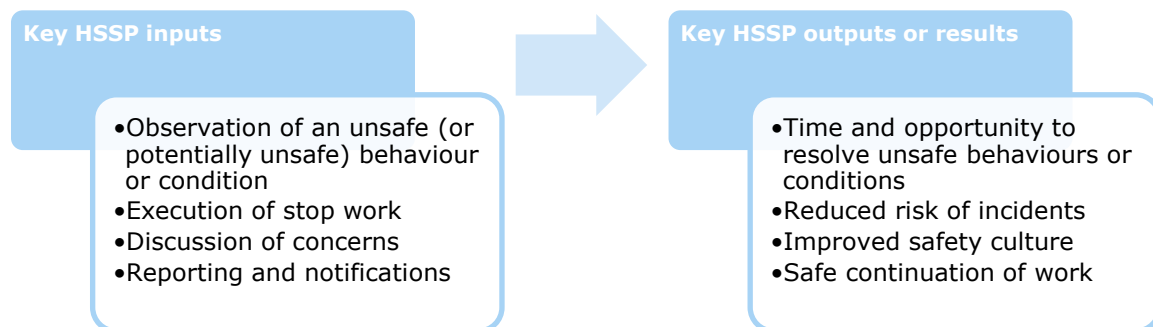 Key HSSP inputs
•Observation of an unsafe (or
potentially unsafe) behaviour
or condition
•Execution of stop work
•Discussion of concerns
•Reporting and notifications
Key HSSP outputs or results
•Time and opportunity to
resolve unsafe behaviours or
conditions
•Reduced risk of incidents
•Improved safety culture
•Safe continuation of work